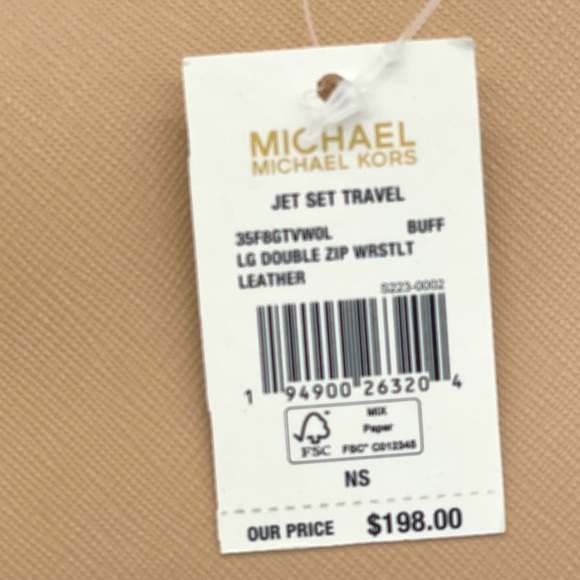 MICHAEL
MICHAEL KORS
JET SET TRAVEL
35F8GTVW0L BUFF
LG DOUBLE ZIP WRSTLT
LEATHER
S223-0002
1 94900 26320 4
MIX
Paper
FSC FSC® C012345
NS
OUR PRICE $198.00